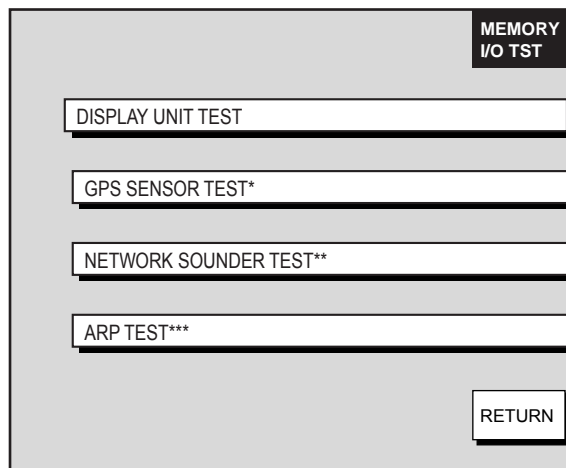 MEMORY
I/O TST
DISPLAY UNIT TEST
GPS SENSOR TEST*
NETWORK SOUNDER TEST**
ARP TEST***
RETURN